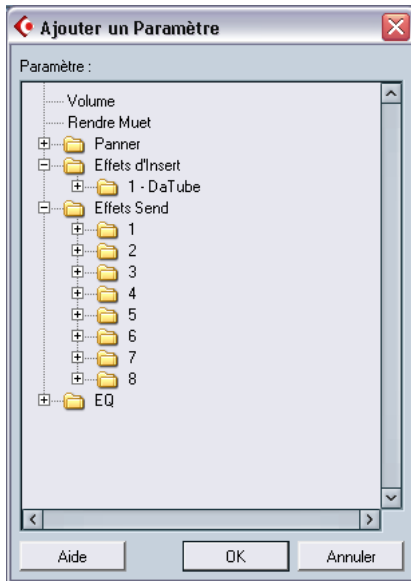 Ajouter un Paramètre
Paramètre :
Volume
Rendre Muet
Panner
Effets d'Insert
1 - DaTube
Effets Send
1
2
3
4
5
6
7
8
EQ
Aide
OK
Annuler